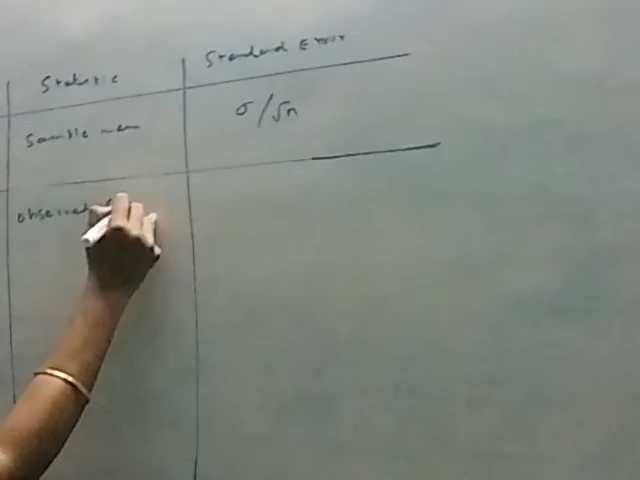 Statistic
Standard Error
Sample mean
σ/√n
observed